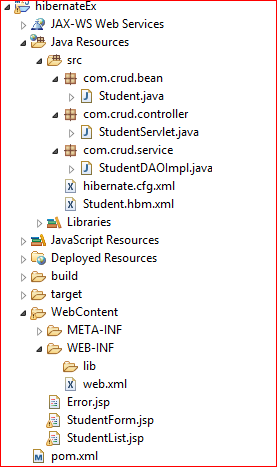 hibernateEx
JAX-WS Web Services
Java Resources
src
com.crud.bean
Student.java
com.crud.controller
StudentServlet.java
com.crud.service
StudentDAOImpl.java
hibernate.cfg.xml
Student.hbm.xml
Libraries
JavaScript Resources
Deployed Resources
build
target
WebContent
META-INF
WEB-INF
lib
web.xml
Error.jsp
StudentForm.jsp
StudentList.jsp
pom.xml